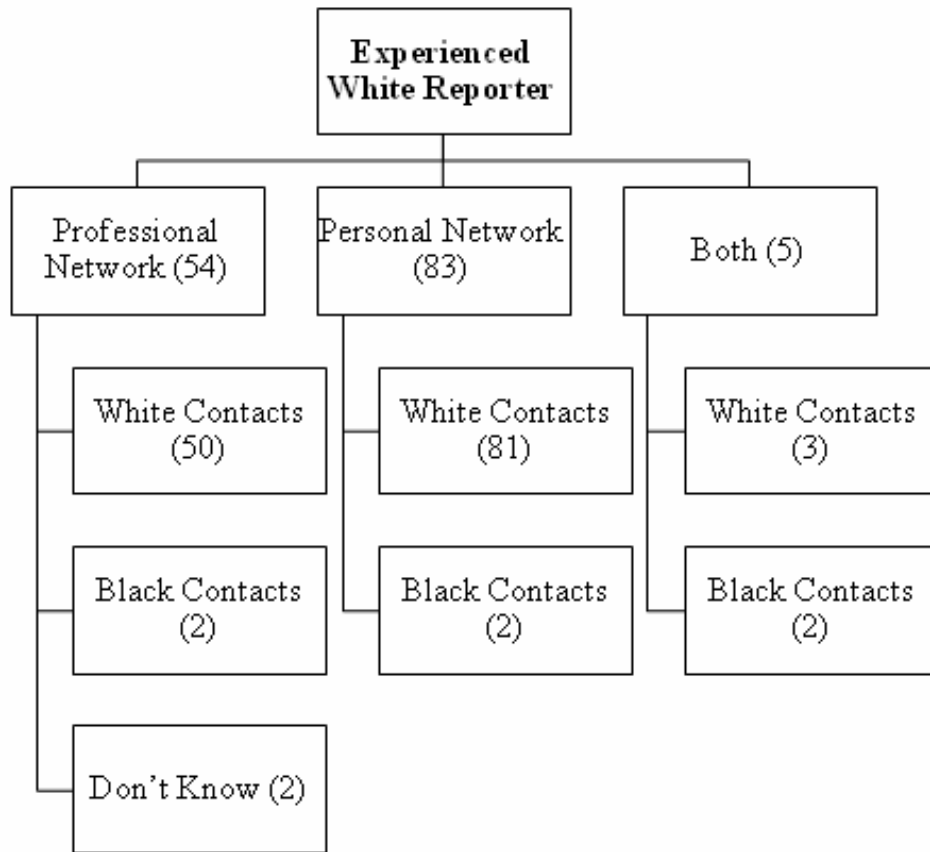 Experienced
White Reporter
Professional
Network (54)
Personal Network
(83)
Both (5)
White Contacts
(50)
White Contacts
(81)
White Contacts
(3)
Black Contacts
(2)
Black Contacts
(2)
Black Contacts
(2)
Don't Know (2)